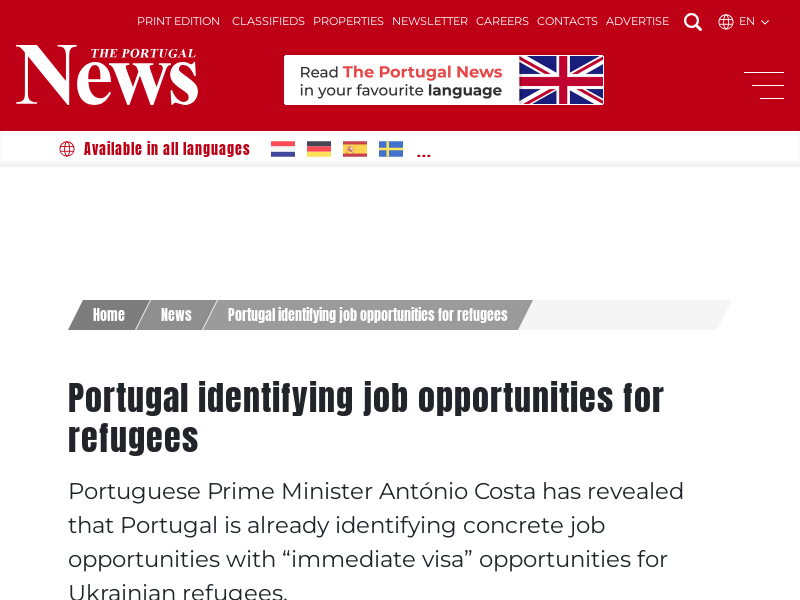 PRINT EDITION CLASSIFIEDS PROPERTIES NEWSLETTER CAREERS CONTACTS ADVERTISE EN
THE PORTUGAL
News
Read The Portugal News
in your favourite language
Available in all languages ...
Home News Portugal identifying job opportunities for refugees
Portugal identifying job opportunities for
refugees
Portuguese Prime Minister António Costa has revealed
that Portugal is already identifying concrete job
opportunities with “immediate visa” opportunities for
Ukrainian refugees.